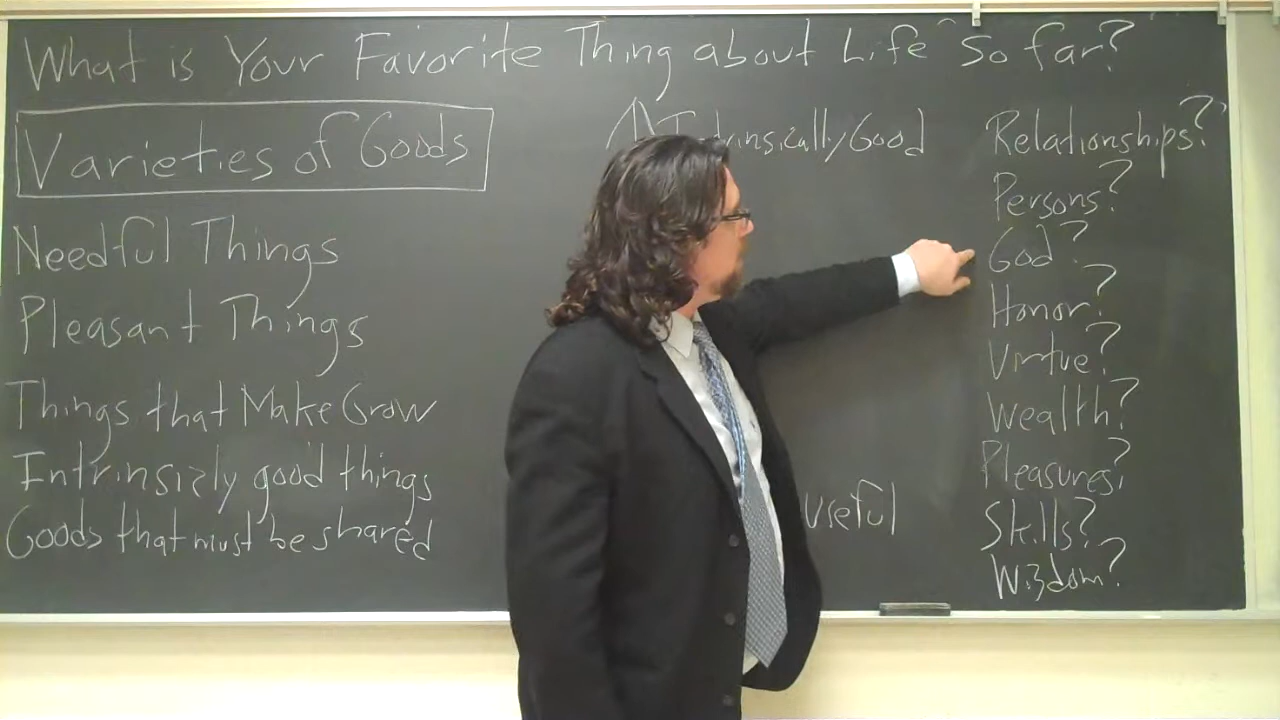 What is Your Favorite Thing about Life So far?
Varieties of Goods
Needful Things
Pleasant Things
Things that Make Grow
Intrinsizly good things
Goods that must be shared
Intrinsically Good
useful
Relationships?
Persons?
God?
Honor?
Virtue?
Wealth?
Pleasures?
Skills?
Wizdom?